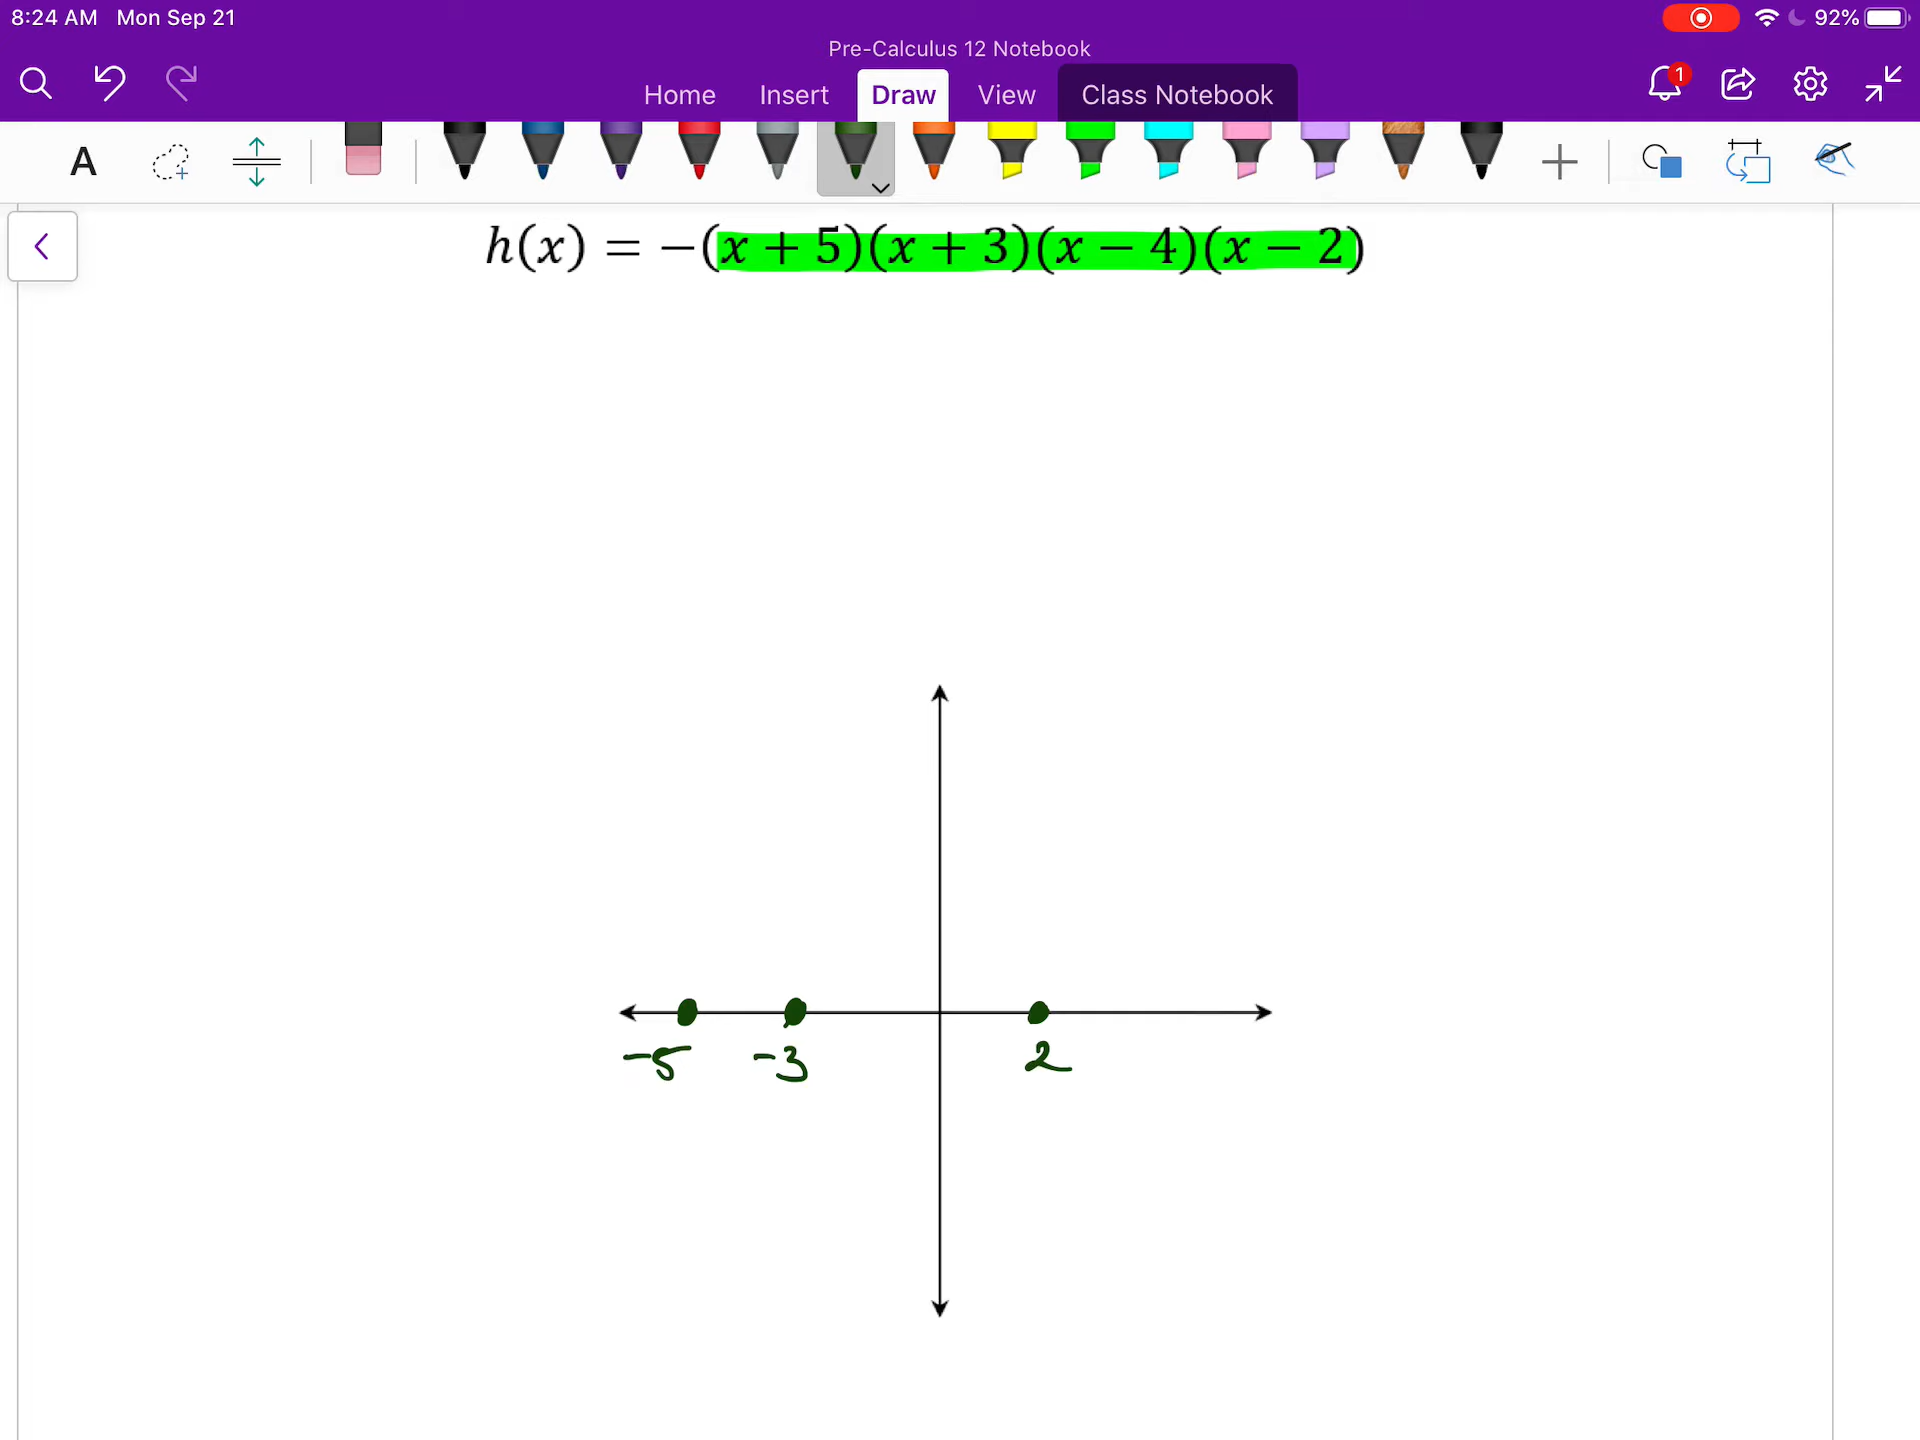 8:24 AM Mon Sep 21
92%
Pre-Calculus 12 Notebook
Home Insert Draw View Class Notebook
1
A
h(x) = −(x + 5)(x + 3)(x − 4)(x − 2)
-5 -3 2